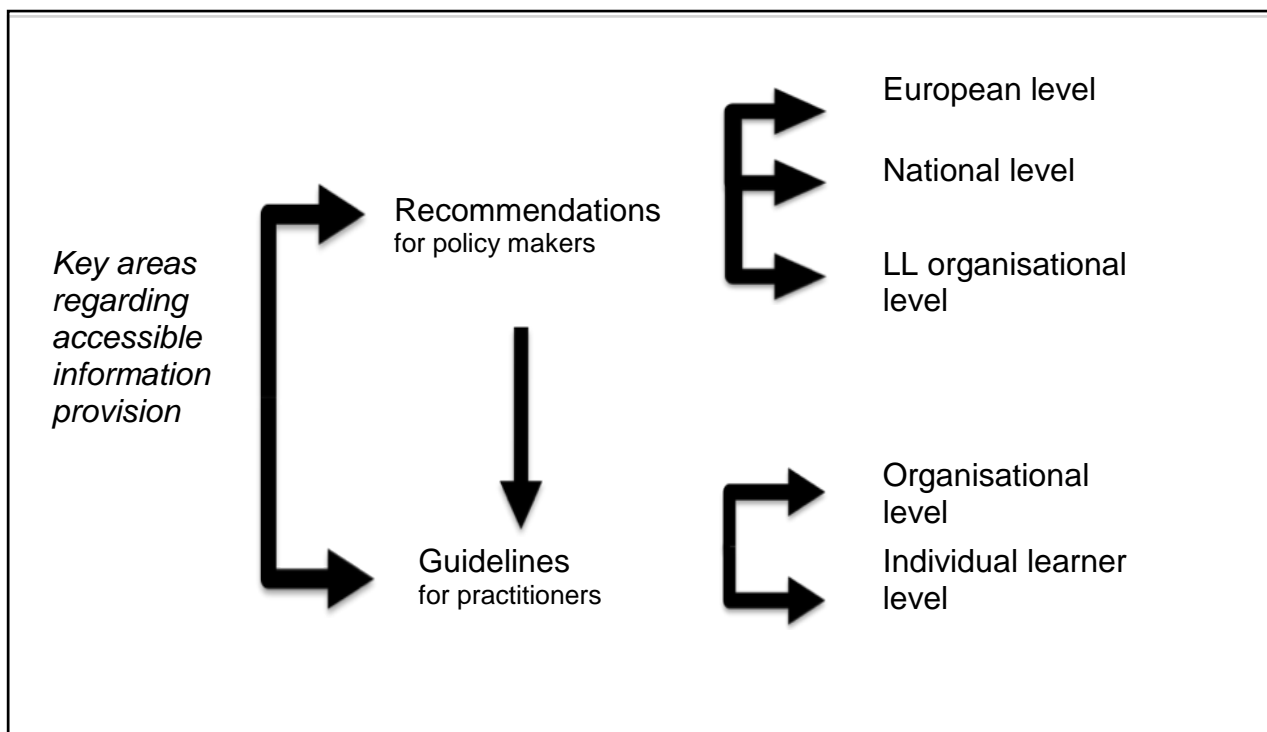 Key areas
regarding
accessible
information
provision
Recommendations
for policy makers
Guidelines
for practitioners
European level
National level
LL organisational
level
Organisational
level
Individual learner
level